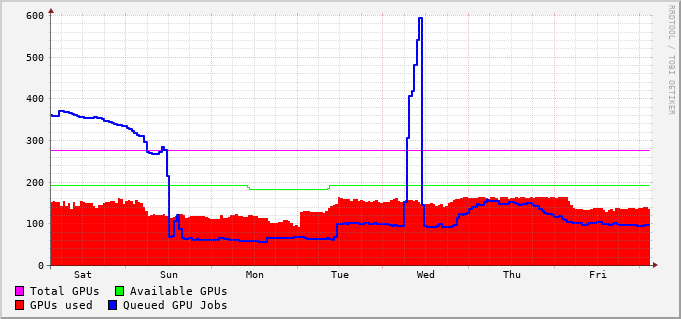 600
500
400
300
200
100
0
Sat Sun Mon Tue Wed Thu Fri
Total GPUs Available GPUs
GPUs used Queued GPU Jobs
RRDTOOL / TOBI OETIKER